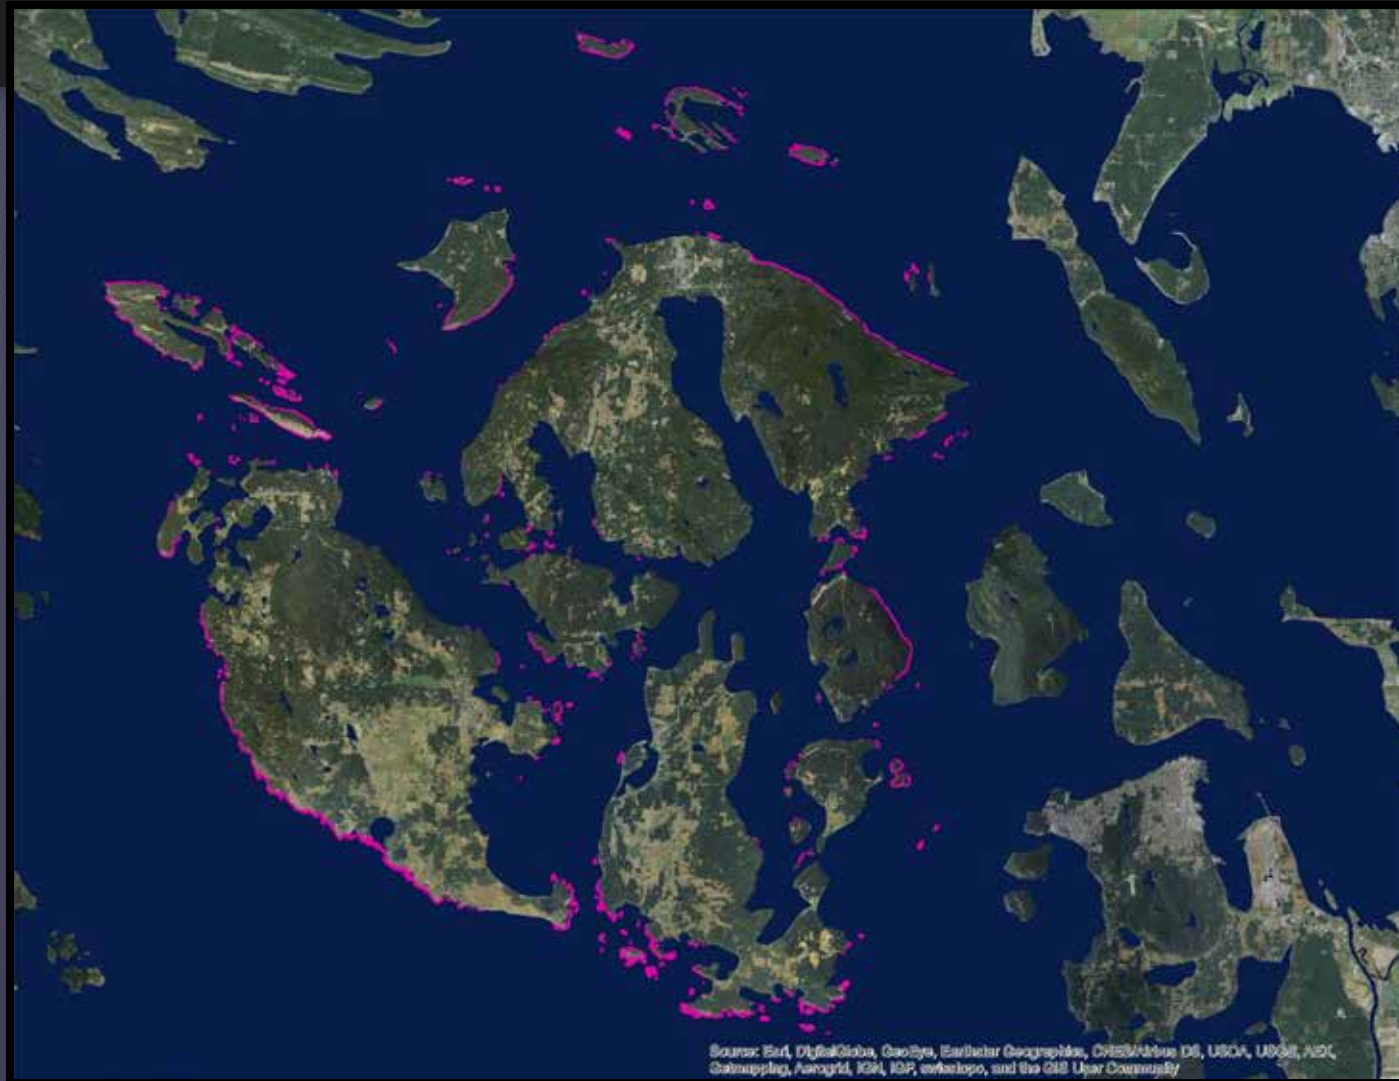 Source: Esri, DigitalGlobe, GeoEye, Earthstar Geographics, CNES/Airbus DS, USDA, USGS, AEX,
Getmapping, Aerogrid, IGN, IGP, swisstopo, and the GIS User Community